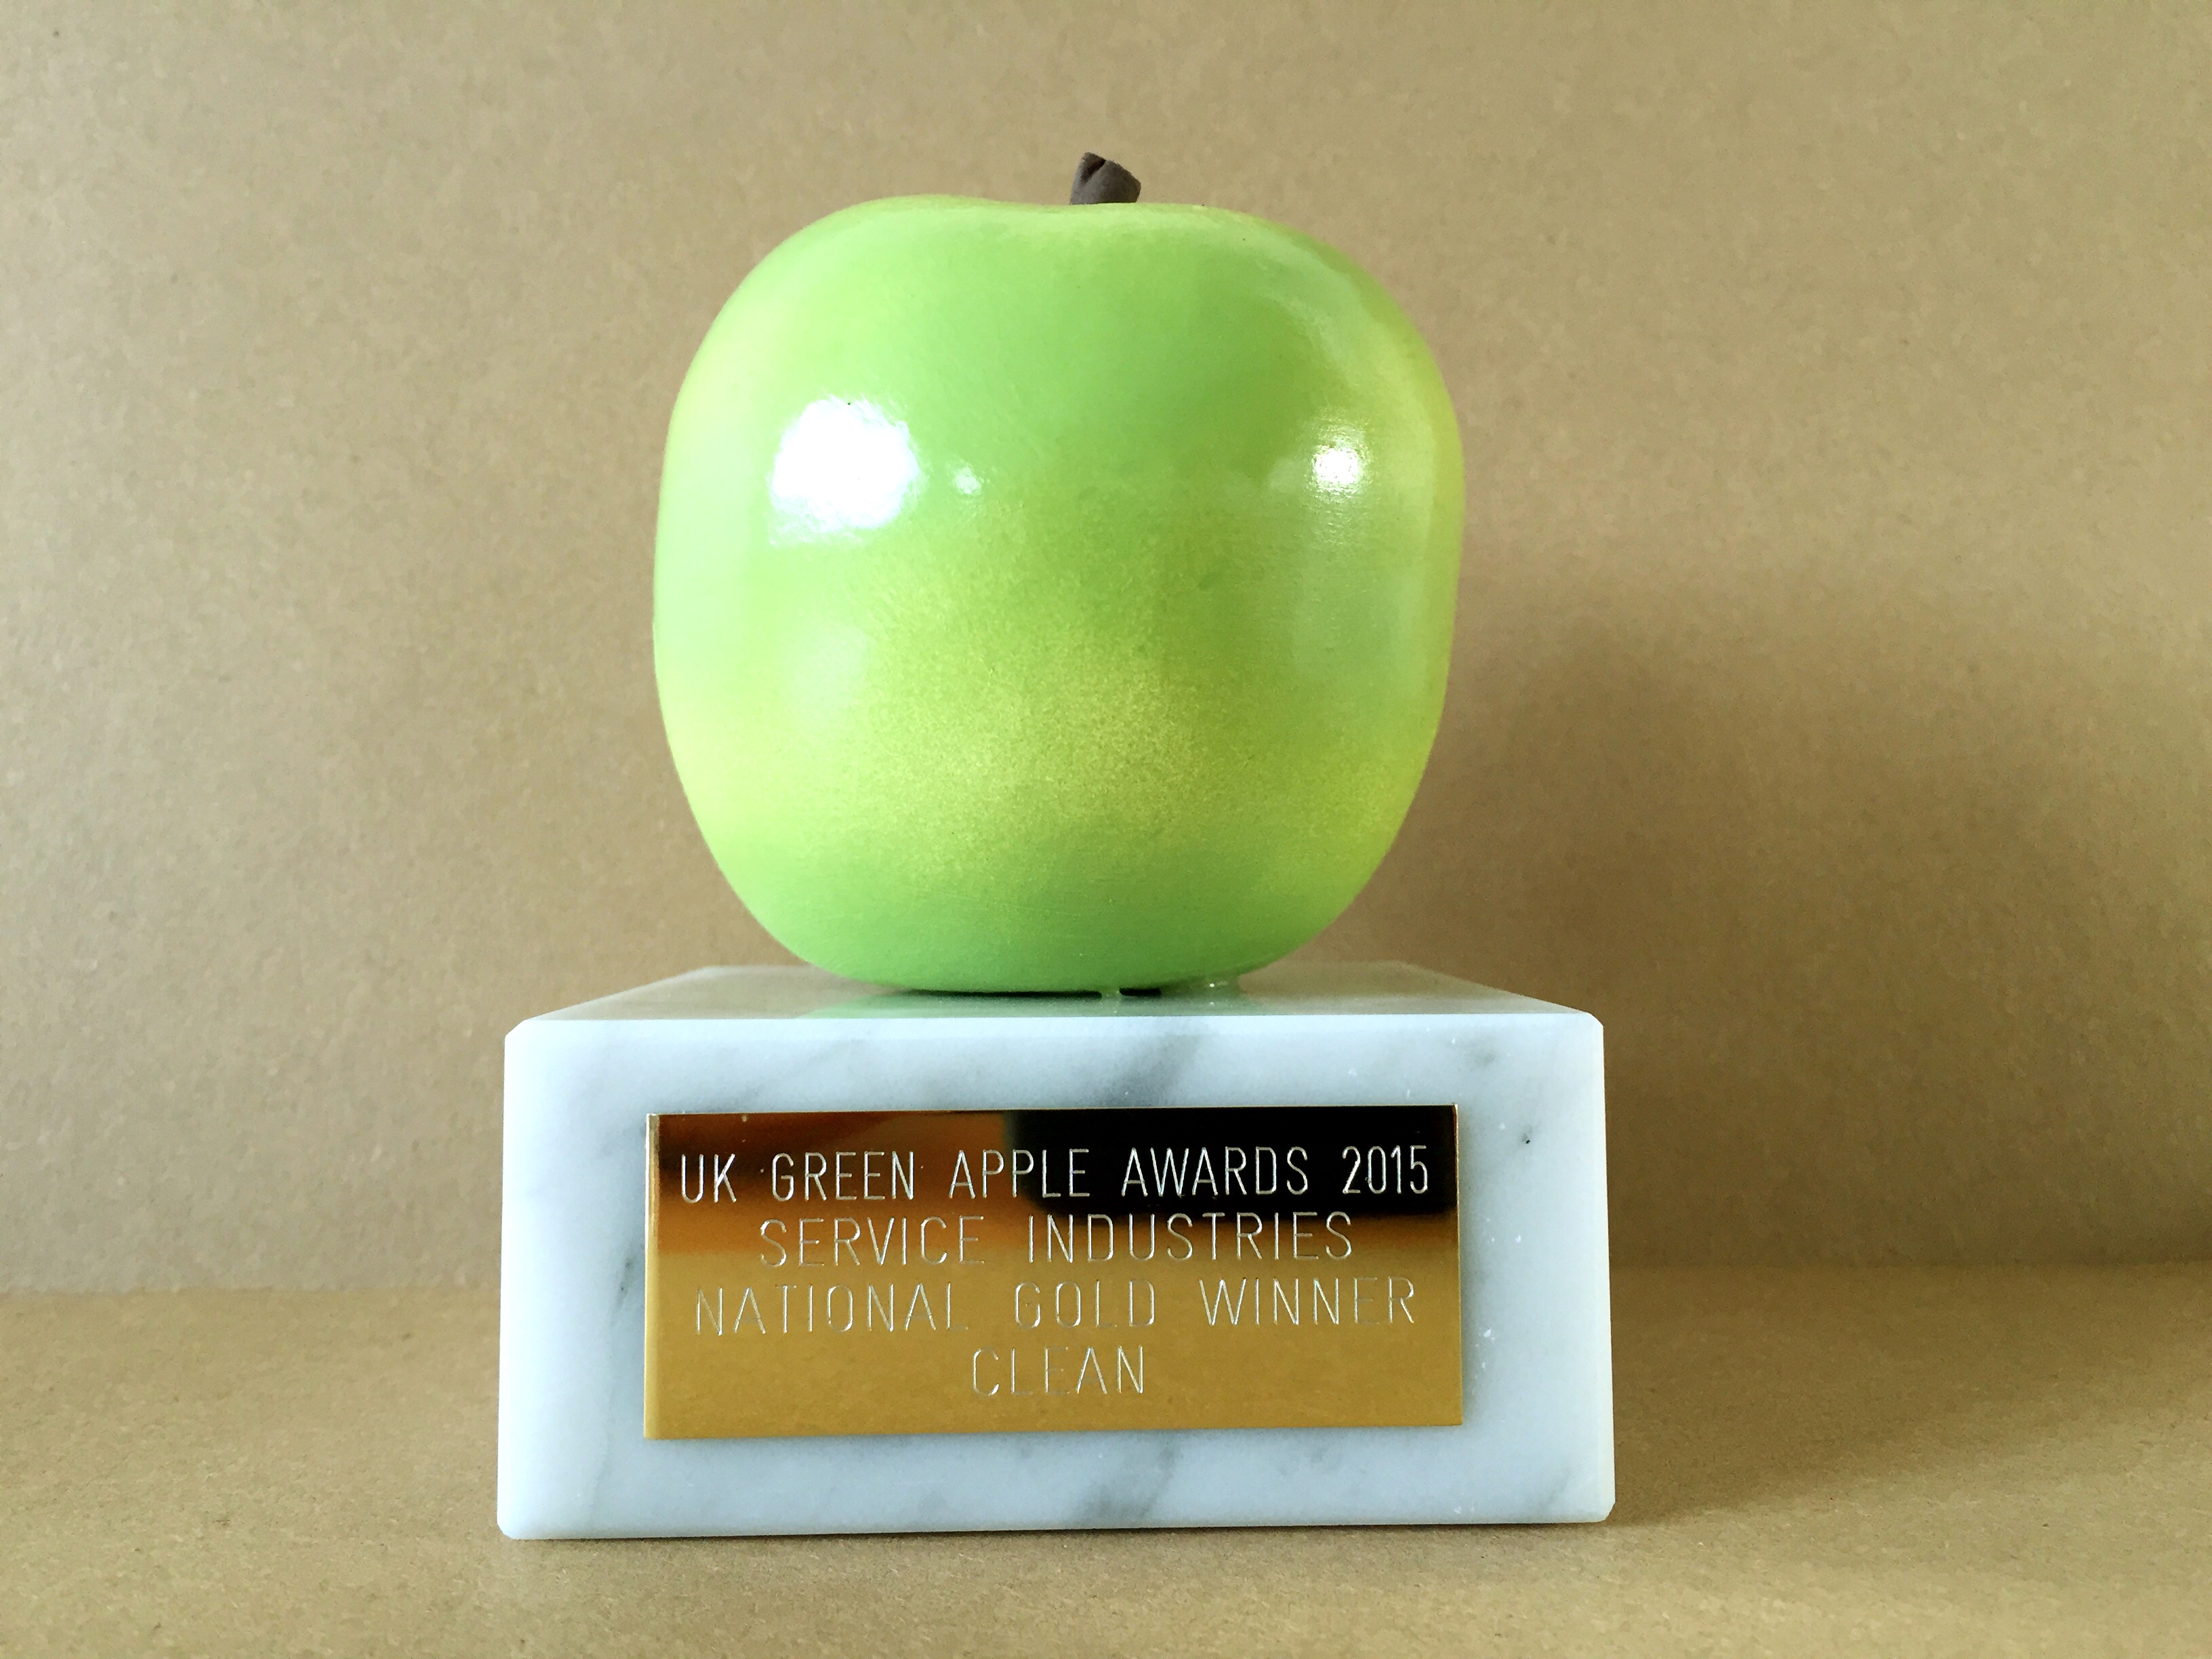 UK GREEN APPLE AWARDS 2015
SERVICE INDUSTRIES
NATIONAL GOLD WINNER
CLEAN